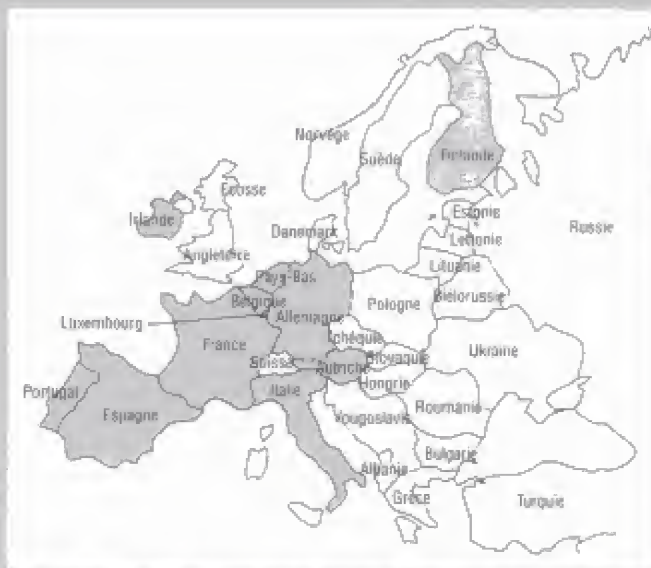 Norvège
Suède
Finlande
Ecosse
Islande
Estonie
Danemark
Russie
Letionie
Angleterre
Lituanie
Pays-Bas
Biélorussie
Belgique
Pologne
Allemagne
Luxembourg
Tchéquie
France
Ukraine
Slovaquie
Suisse
Autriche
Hongrie
Portugal
Italie
Roumanie
Espagne
Yougoslavie
Bulgarie
Albanie
Grèce
Turquie